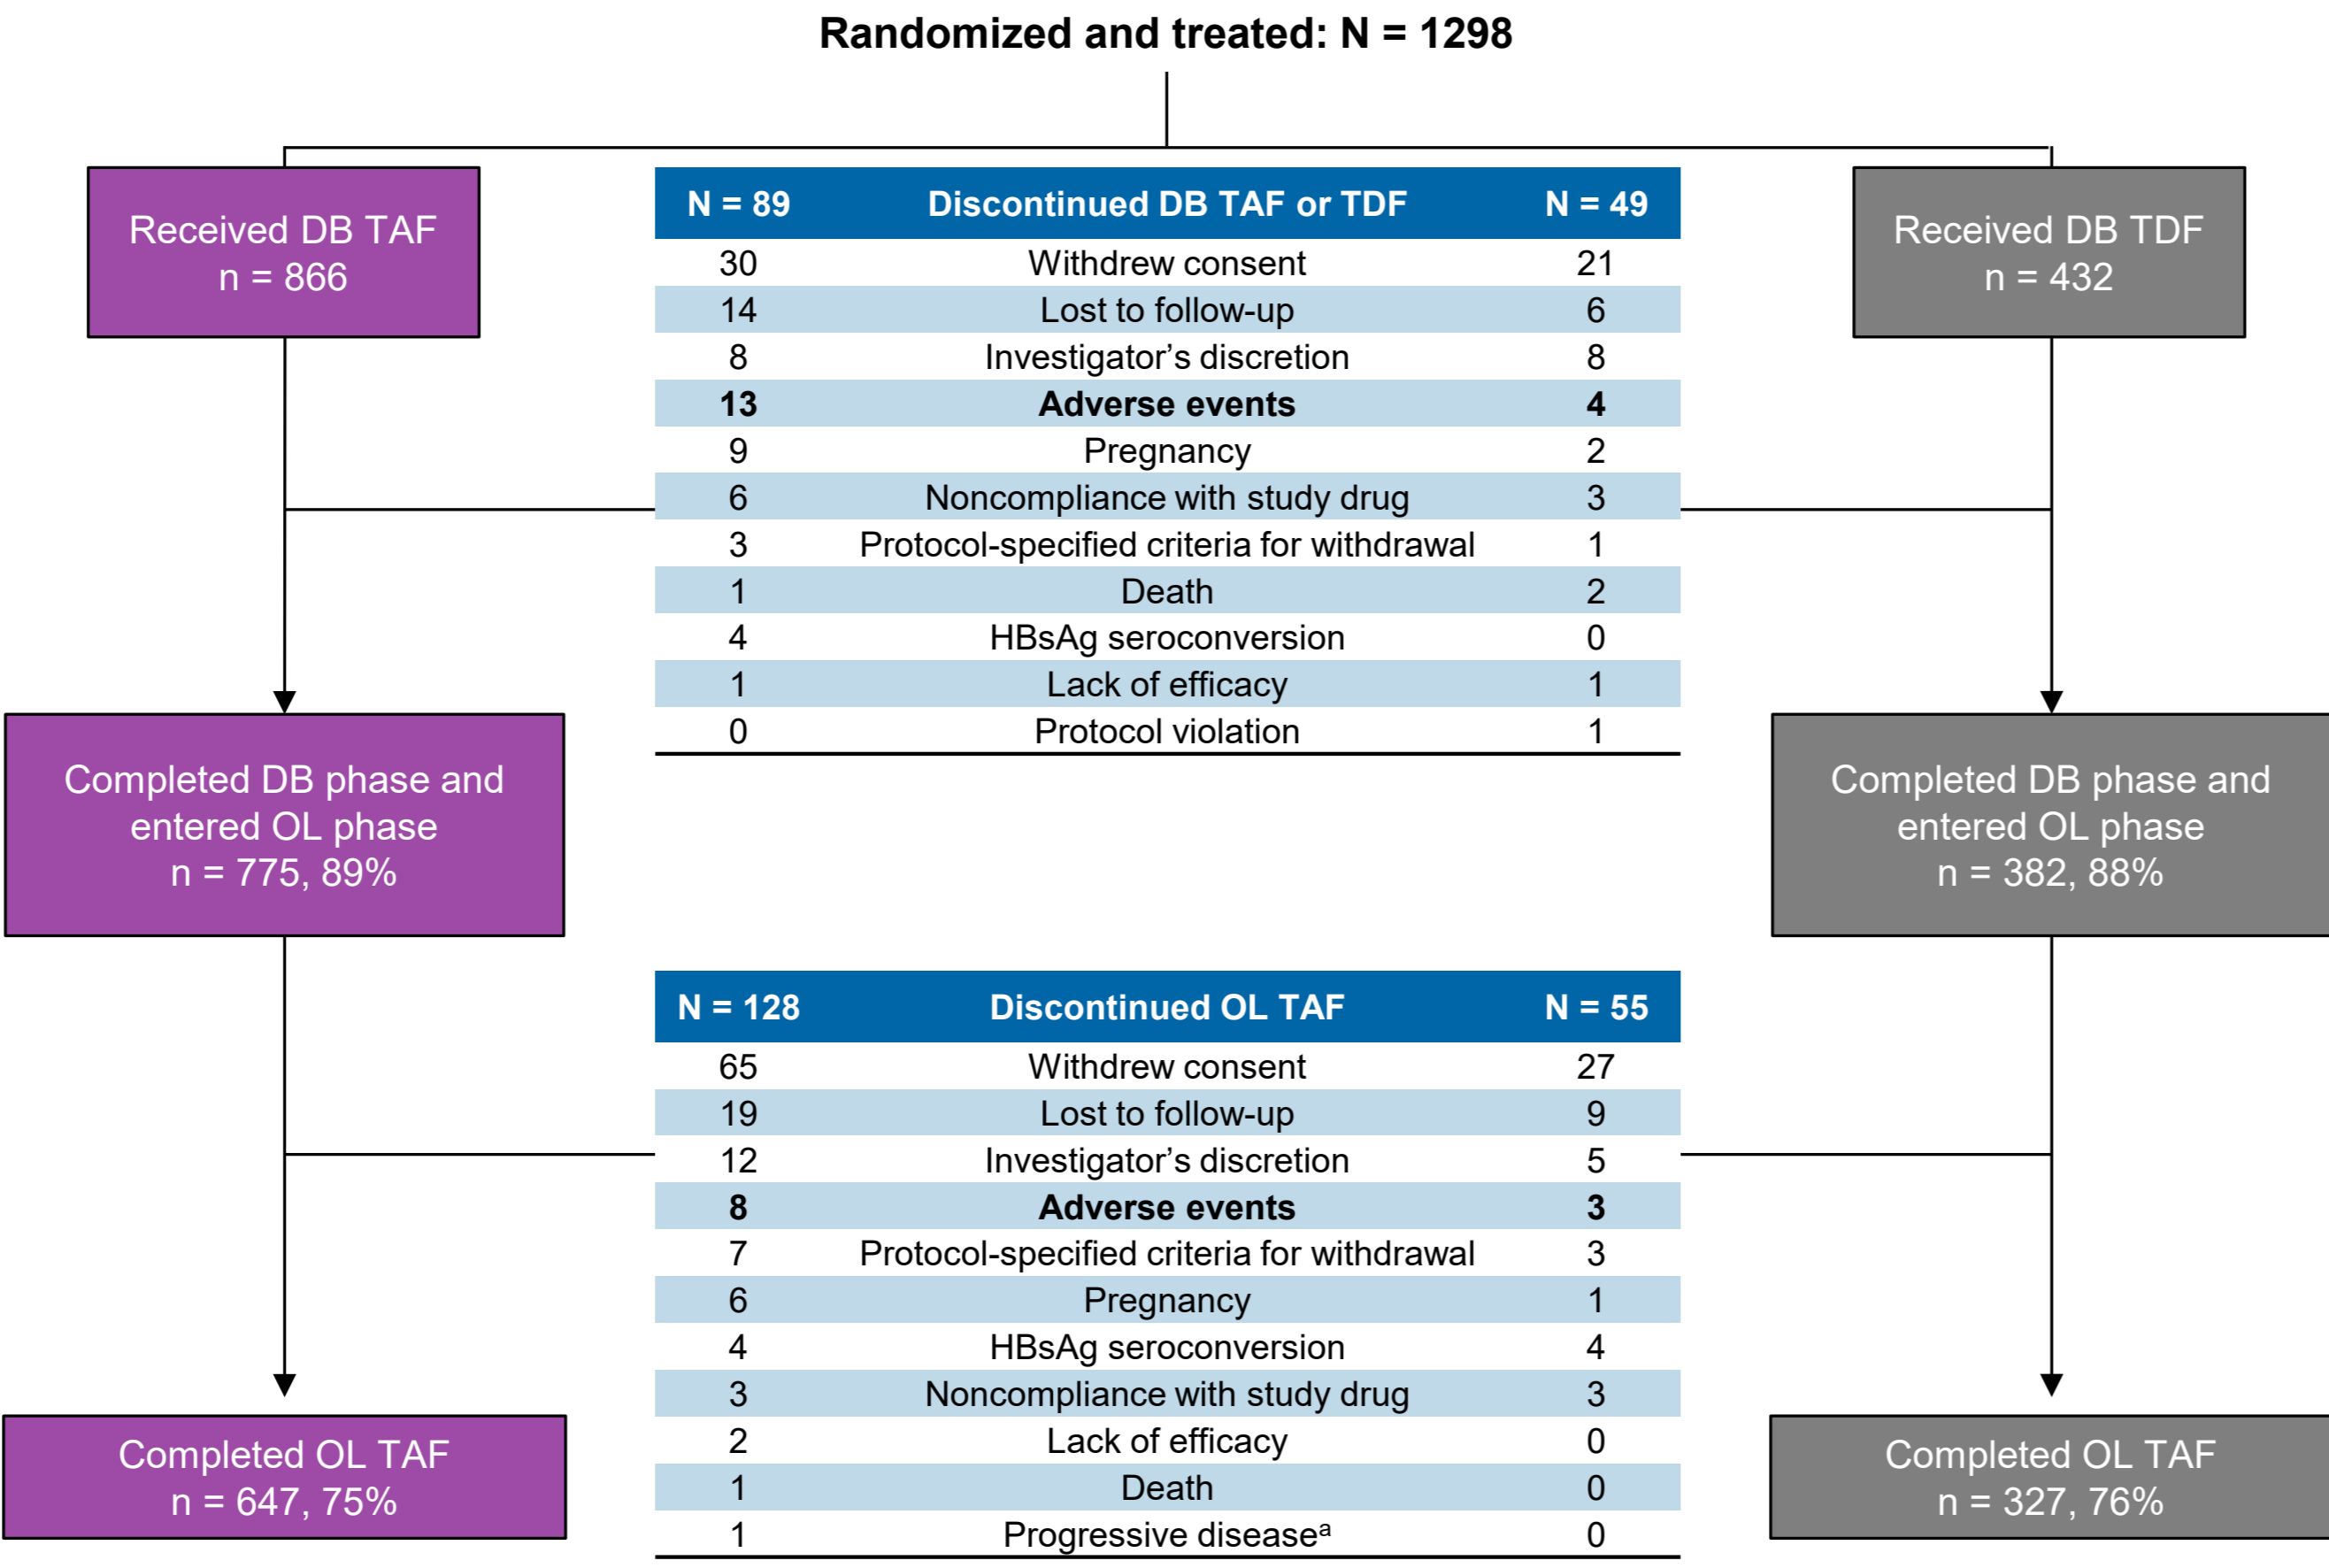 Randomized and treated: N = 1298
Received DB TAF
n = 866
Received DB TDF
n = 432
N = 89 Discontinued DB TAF or TDF N = 49
30 Withdrew consent 21
14 Lost to follow-up 6
8 Investigator’s discretion 8
13 Adverse events 4
9 Pregnancy 2
6 Noncompliance with study drug 3
3 Protocol-specified criteria for withdrawal 1
1 Death 2
4 HBsAg seroconversion 0
1 Lack of efficacy 1
0 Protocol violation 1
Completed DB phase and
entered OL phase
n = 775, 89%
Completed DB phase and
entered OL phase
n = 382, 88%
N = 128 Discontinued OL TAF N = 55
65 Withdrew consent 27
19 Lost to follow-up 9
12 Investigator’s discretion 5
8 Adverse events 3
7 Protocol-specified criteria for withdrawal 3
6 Pregnancy 1
4 HBsAg seroconversion 4
3 Noncompliance with study drug 3
2 Lack of efficacy 0
1 Death 0
1 Progressive diseaseᵃ 0
Completed OL TAF
n = 647, 75%
Completed OL TAF
n = 327, 76%